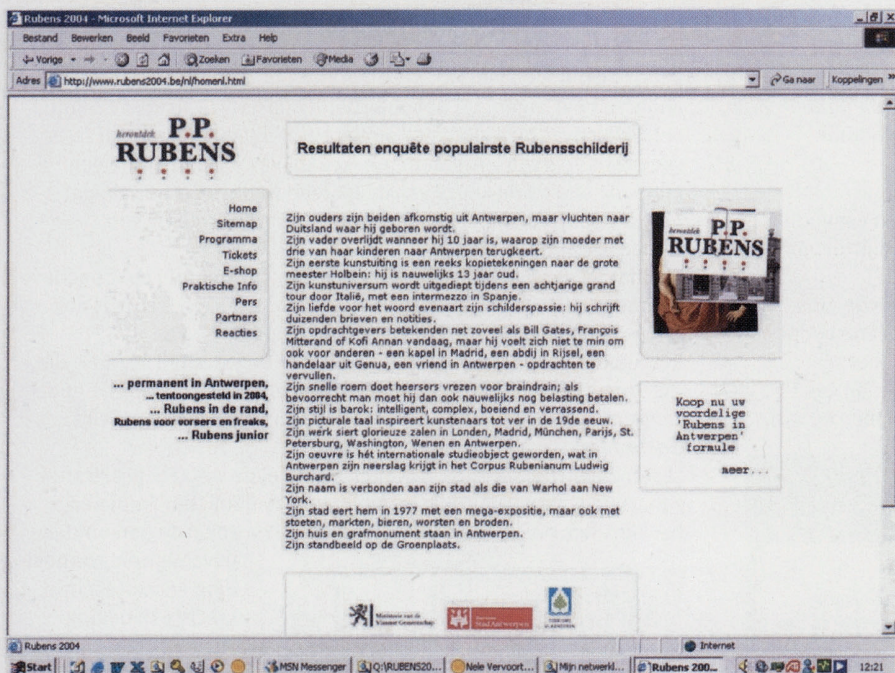 Rubens 2004 - Microsoft Internet Explorer
Bestand Bewerken Beeld Favorieten Extra Help
Vorige Zoeken Favorieten Media
Adres http://www.rubens2004.be/nl/homenl.html Ga naar Koppelingen »
herontdek P.P.
RUBENS
Resultaten enquête populairste Rubensschilderij
Home
Sitemap
Programma
Tickets
E-shop
Praktische Info
Pers
Partners
Reacties
... permanent in Antwerpen,
... tentoongesteld in 2004,
... Rubens in de rand,
Rubens voor vorsers en freaks,
... Rubens junior
Zijn ouders zijn beiden afkomstig uit Antwerpen, maar vluchten naar
Duitsland waar hij geboren wordt.
Zijn vader overlijdt wanneer hij 10 jaar is, waarop zijn moeder met
drie van haar kinderen naar Antwerpen terugkeert.
Zijn eerste kunstuiting is een reeks kopietekeningen naar de grote
meester Holbein: hij is nauwelijks 13 jaar oud.
Zijn kunstuniversum wordt uitgediept tijdens een achtjarige grand
tour door Italië, met een intermezzo in Spanje.
Zijn liefde voor het woord evenaart zijn schilderspassie: hij schrijft
duizenden brieven en notities.
Zijn opdrachtgevers betekenden net zoveel als Bill Gates, François
Mitterand of Kofi Annan vandaag, maar hij voelt zich niet te min om
ook voor anderen - een kapel in Madrid, een abdij in Rijsel, een
handelaar uit Genua, een vriend in Antwerpen - opdrachten te
vervullen.
Zijn snelle roem doet heersers vrezen voor braindrain; als
bevoorrecht man moet hij dan ook nauwelijks nog belasting betalen.
Zijn stijl is barok: intelligent, complex, boeiend en verrassend.
Zijn picturale taal inspireert kunstenaars tot ver in de 19de eeuw.
Zijn werk siert glorieuze zalen in Londen, Madrid, München, Parijs, St.
Petersburg, Washington, Wenen en Antwerpen.
Zijn oeuvre is hét internationale studieobject geworden, wat in
Antwerpen zijn neerslag krijgt in het Corpus Rubenianum Ludwig
Burchard.
Zijn naam is verbonden aan zijn stad als die van Warhol aan New
York.
Zijn stad eert hem in 1977 met een mega-expositie, maar ook met
stoeten, markten, bieren, worsten en broden.
Zijn huis en grafmonument staan in Antwerpen.
Zijn standbeeld op de Groenplaats.
herontdek P.P.
RUBENS
Koop nu uw
voordelige
'Rubens in
Antwerpen'
formule
meer...
Ministerie van de
Vlaamse Gemeenschap
Stad Antwerpen
Rubens 2004 Internet
Start MSN Messenger Q:\RUBENS20... Nele Vervoort... Mijn netwerkl... Rubens 200... 12:21